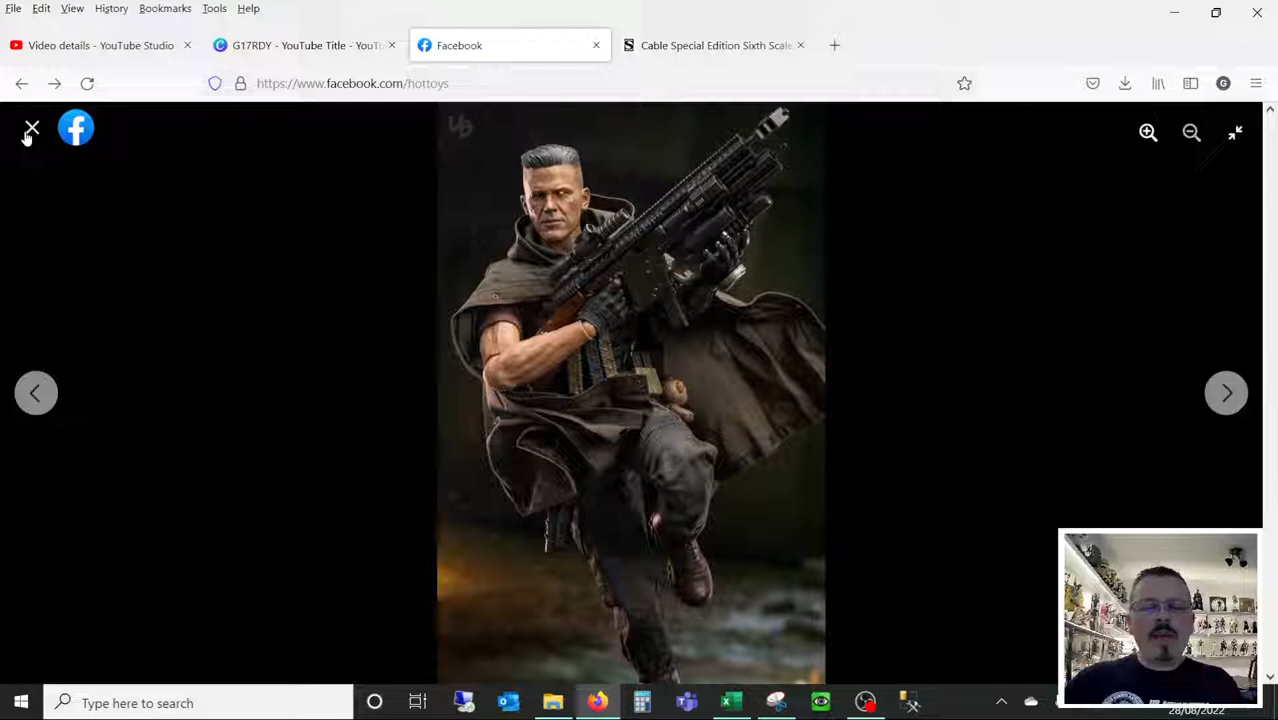 File Edit View History Bookmarks Tools Help
Video details - YouTube Studio
G17RDY - YouTube Title - YouTu
Facebook
Cable Special Edition Sixth Scale
https://www.facebook.com/hottoys
G
UB
Type here to search
28/08/2022